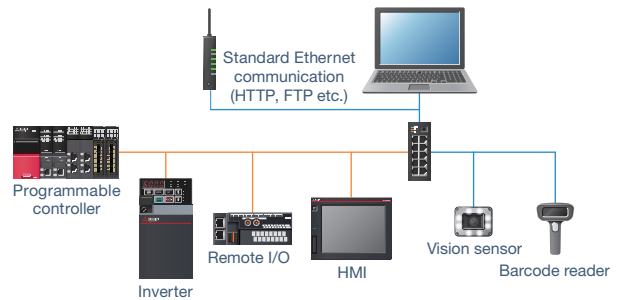 Standard Ethernet
communication
(HTTP, FTP etc.)
Programmable
controller
Inverter
Remote I/O
HMI
Vision sensor
Barcode reader